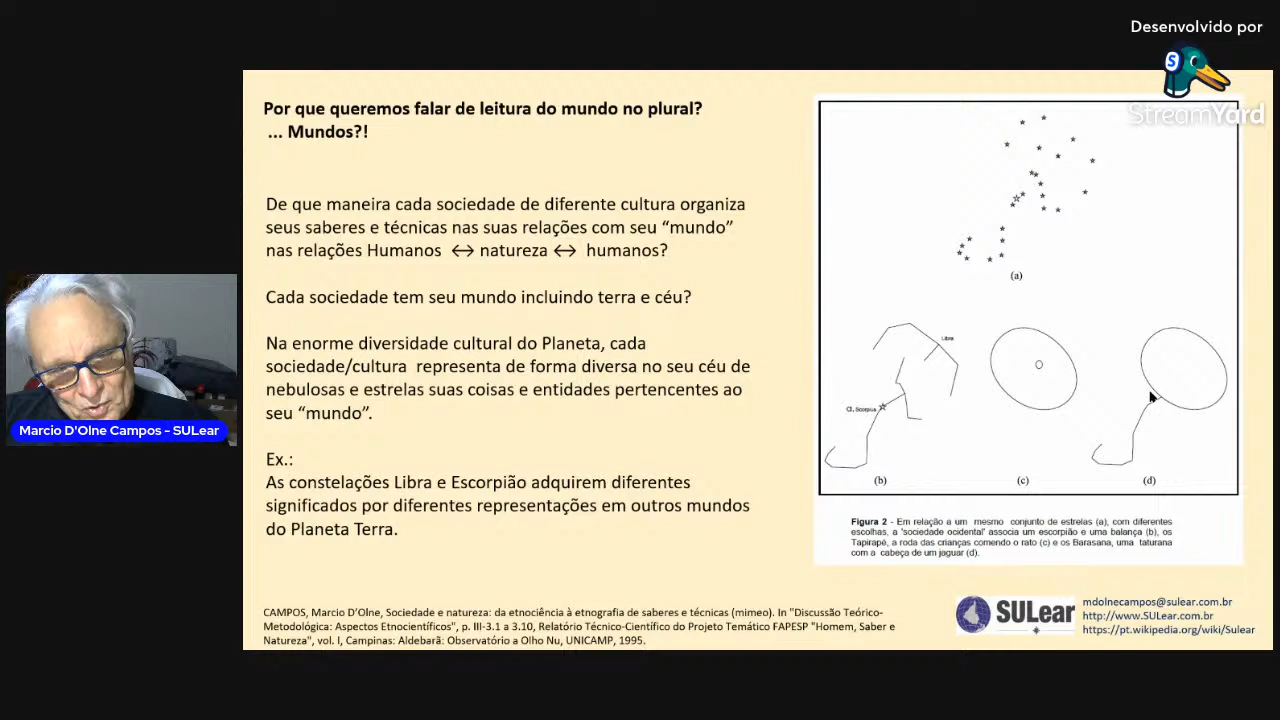 Desenvolvido por
StreamYard
Por que queremos falar de leitura do mundo no plural?
... Mundos?!
De que maneira cada sociedade de diferente cultura organiza
seus saberes e técnicas nas suas relações com seu “mundo”
nas relações Humanos ↔ natureza ↔ humanos?
Cada sociedade tem seu mundo incluindo terra e céu?
Na enorme diversidade cultural do Planeta, cada
sociedade/cultura representa de forma diversa no seu céu de
nebulosas e estrelas suas coisas e entidades pertencentes ao
seu “mundo”.
Ex.:
As constelações Libra e Escorpião adquirem diferentes
significados por diferentes representações em outros mundos
do Planeta Terra.
(a)
Libra
Scorpius
(b)
(c)
(d)
Figura 2 - Em relação a um mesmo conjunto de estrelas (a), com diferentes
escolhas, a 'sociedade ocidental' associa um escorpião e uma balança (b), os
Tapirapé, a roda das crianças comendo o rato (c) e os Barasana, uma taturana
com a cabeça de um jaguar (d).
Marcio D'Olne Campos - SULear
CAMPOS, Marcio D’Olne, Sociedade e natureza: da etnociência à etnografia de saberes e técnicas (mimeo). In "Discussão Teórico-
Metodológica: Aspectos Etnocientíficos", p. III-3.1 a 3.10, Relatório Técnico-Científico do Projeto Temático FAPESP "Homem, Saber e
Natureza", vol. I, Campinas: Aldebarã: Observatório a Olho Nu, UNICAMP, 1995.
SULear
mdolnecampos@sulear.com.br
http://www.SULear.com.br
https://pt.wikipedia.org/wiki/Sulear